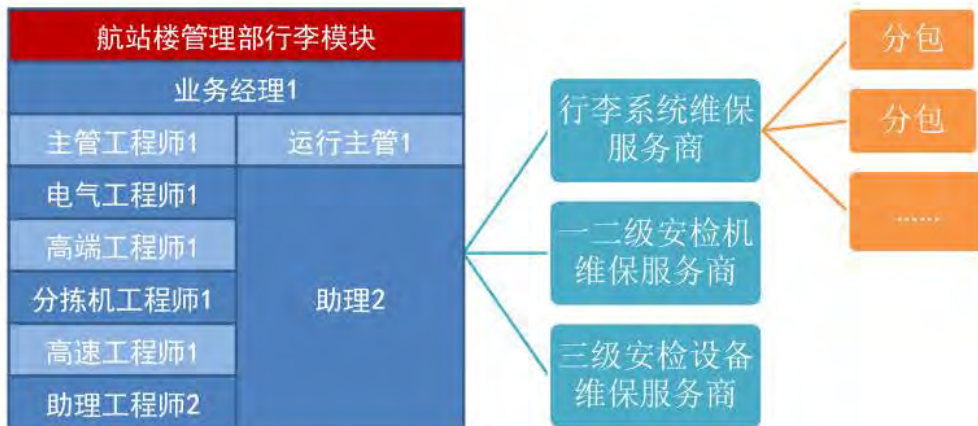 航站楼管理部行李模块
业务经理1
主管工程师1
运行主管1
电气工程师1
高端工程师1
分拣机工程师1
高速工程师1
助理工程师2
助理2
行李系统维保
服务商
一二级安检机
维保服务商
三级安检设备
维保服务商
分包
分包
......